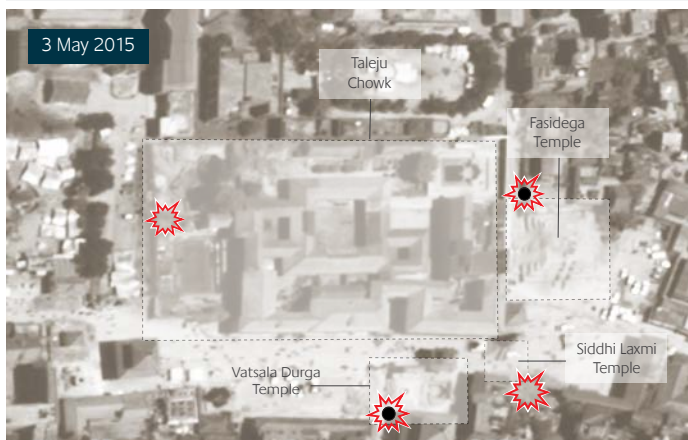 3 May 2015
Taleju
Chowk
Fasidega
Temple
Siddhi Laxmi
Temple
Vatsala Durga
Temple